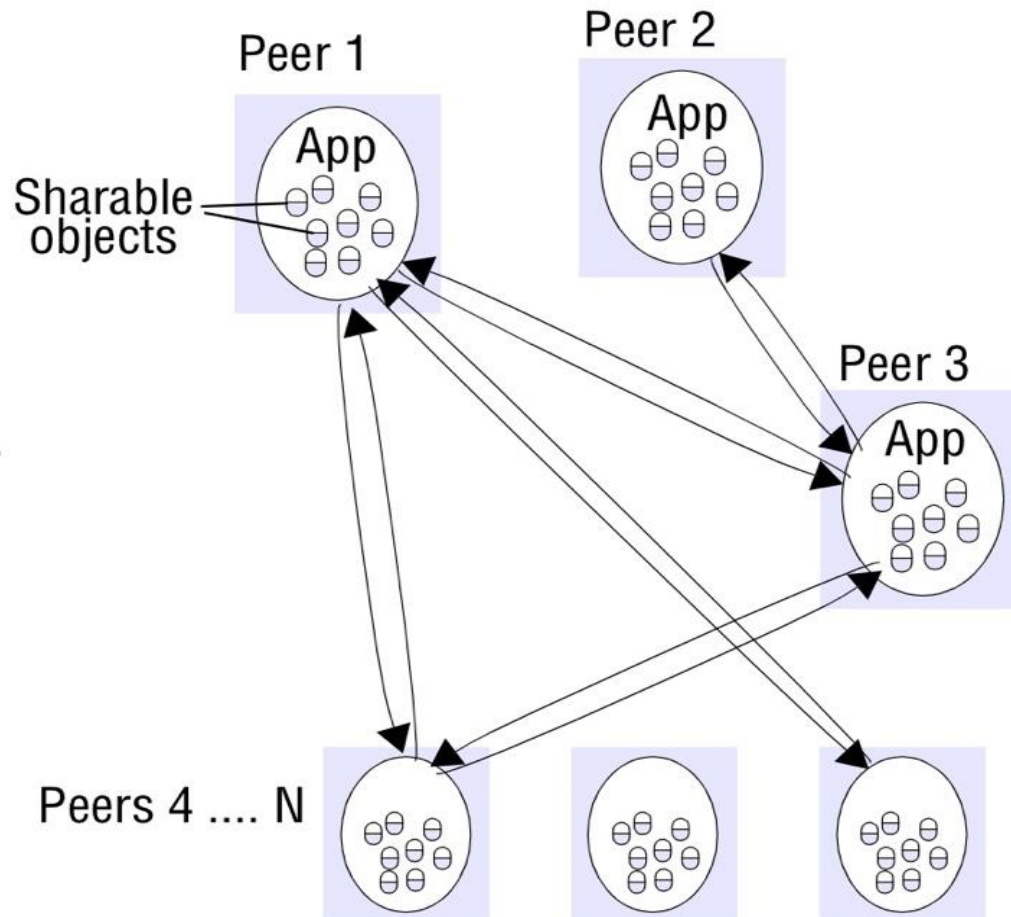 Peer 1
Peer 2
App
App
Sharable
objects
Peer 3
App
Peers 4 .... N